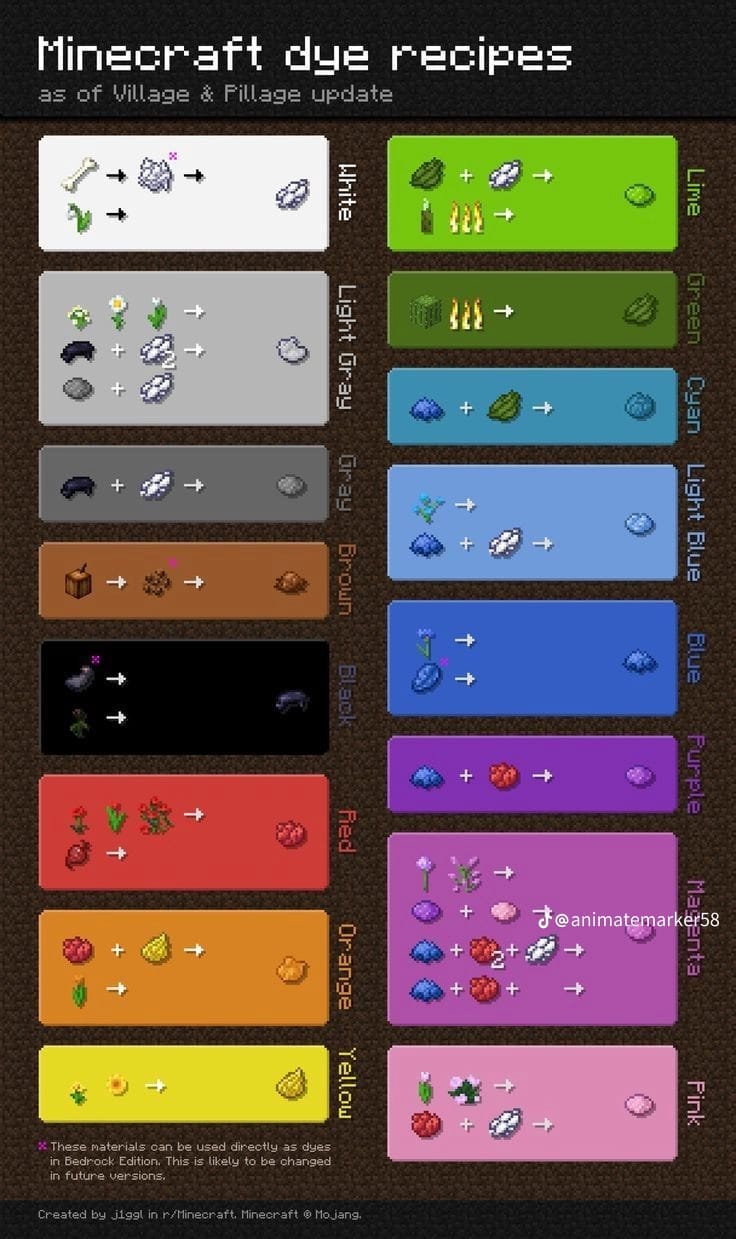 Minecraft dye recipes
as of Village & Pillage update
White
Light Gray
2
Gray
Brown
Black
Red
Orange
Yellow
Lime
Green
Cyan
Light Blue
Blue
Purple
Magenta
@animatemarker58
2
Pink
These materials can be used directly as dyes
in Bedrock Edition. This is likely to be changed
in future versions.
Created by j1ggl in r/Minecraft. Minecraft © Mojang.